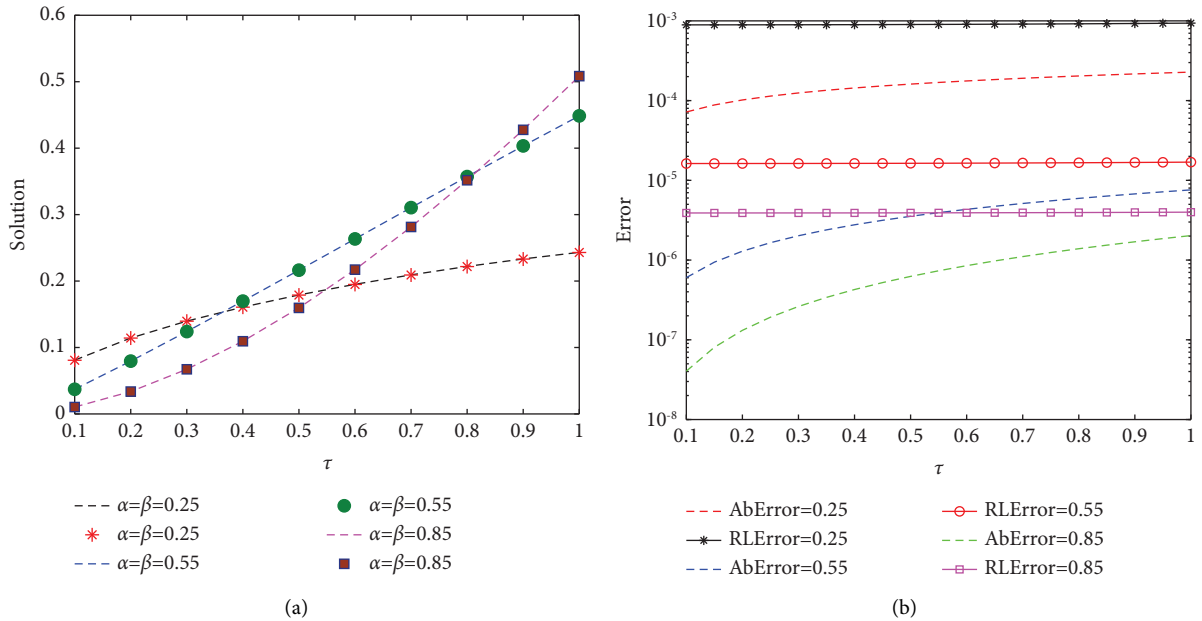 0.6
0.5
0.4
0.3
0.2
0.1
0
Solution
0.1 0.2 0.3 0.4 0.5 0.6 0.7 0.8 0.9 1
τ
α=β=0.25
α=β=0.25
α=β=0.55
α=β=0.55
α=β=0.85
α=β=0.85
(a)
10⁻³
10⁻⁴
10⁻⁵
10⁻⁶
10⁻⁷
10⁻⁸
Error
0.1 0.2 0.3 0.4 0.5 0.6 0.7 0.8 0.9 1
τ
AbError=0.25
RLError=0.25
AbError=0.55
RLError=0.55
AbError=0.85
RLError=0.85
(b)